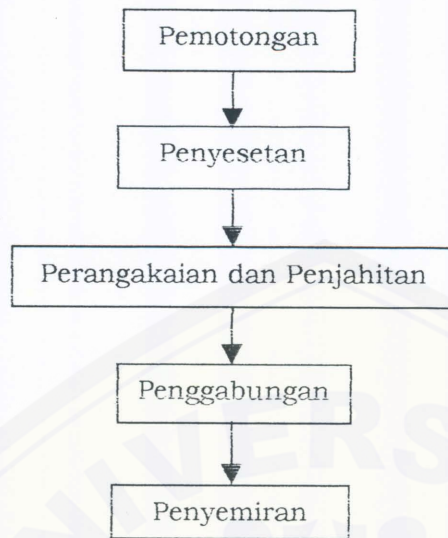 Pemotongan
Penyesetan
Perangakaian dan Penjahitan
Penggabungan
Penyemiran